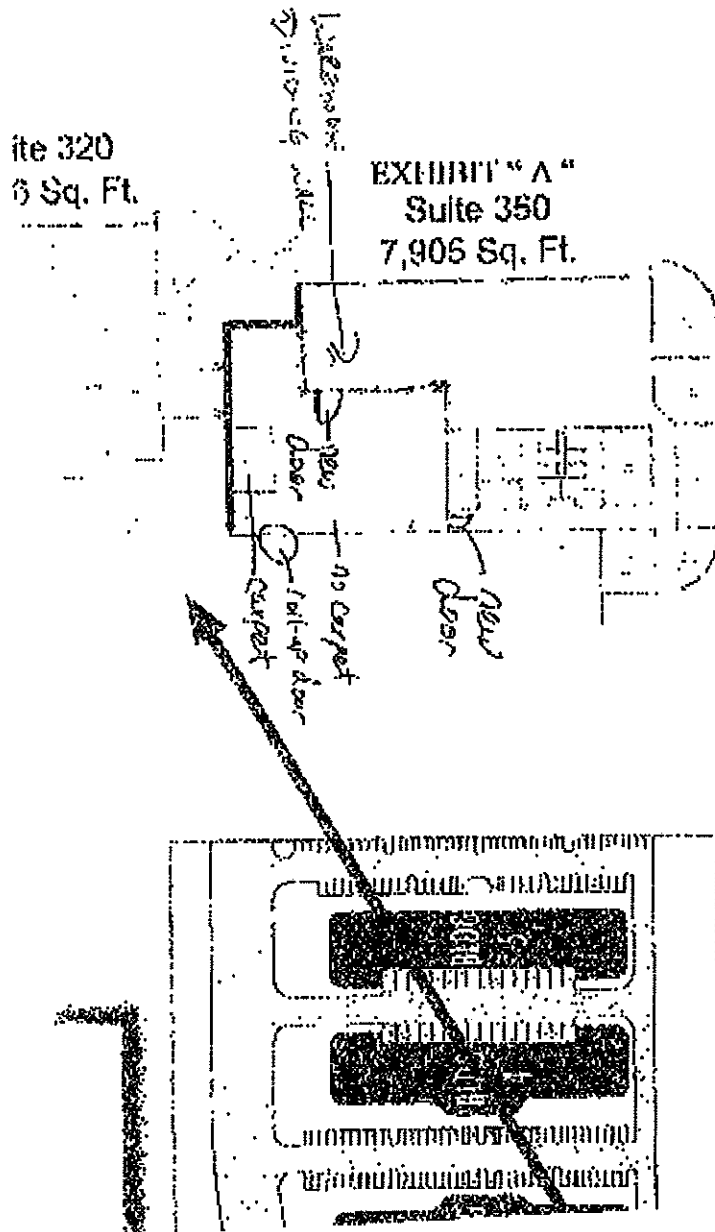 ite 320
6 Sq. Ft.
EXHIBIT "A"
Suite 350
7,906 Sq. Ft.
New
door
New
door
no carpet
roll-up door
carpet